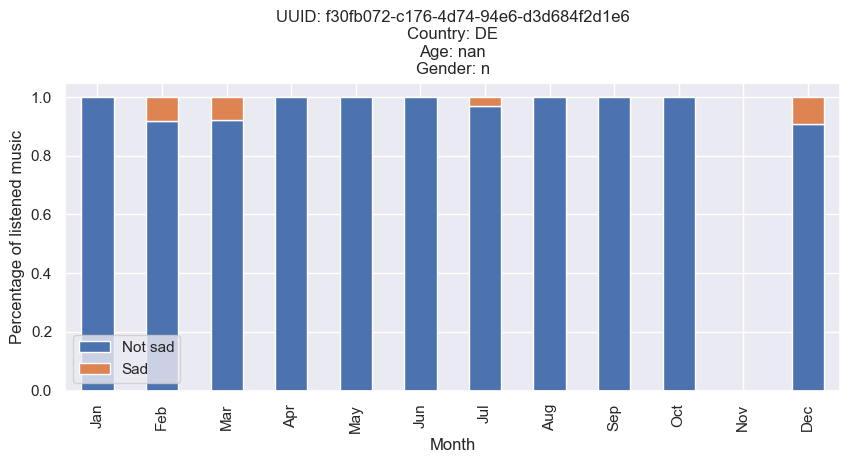 UUID: f30fb072-c176-4d74-94e6-d3d684f2d1e6
Country: DE
Age: nan
Gender: n
Percentage of listened music
1.0
0.8
0.6
0.4
0.2
0.0
Not sad
Sad
Jan
Feb
Mar
Apr
May
Jun
Jul
Aug
Sep
Oct
Nov
Dec
Month